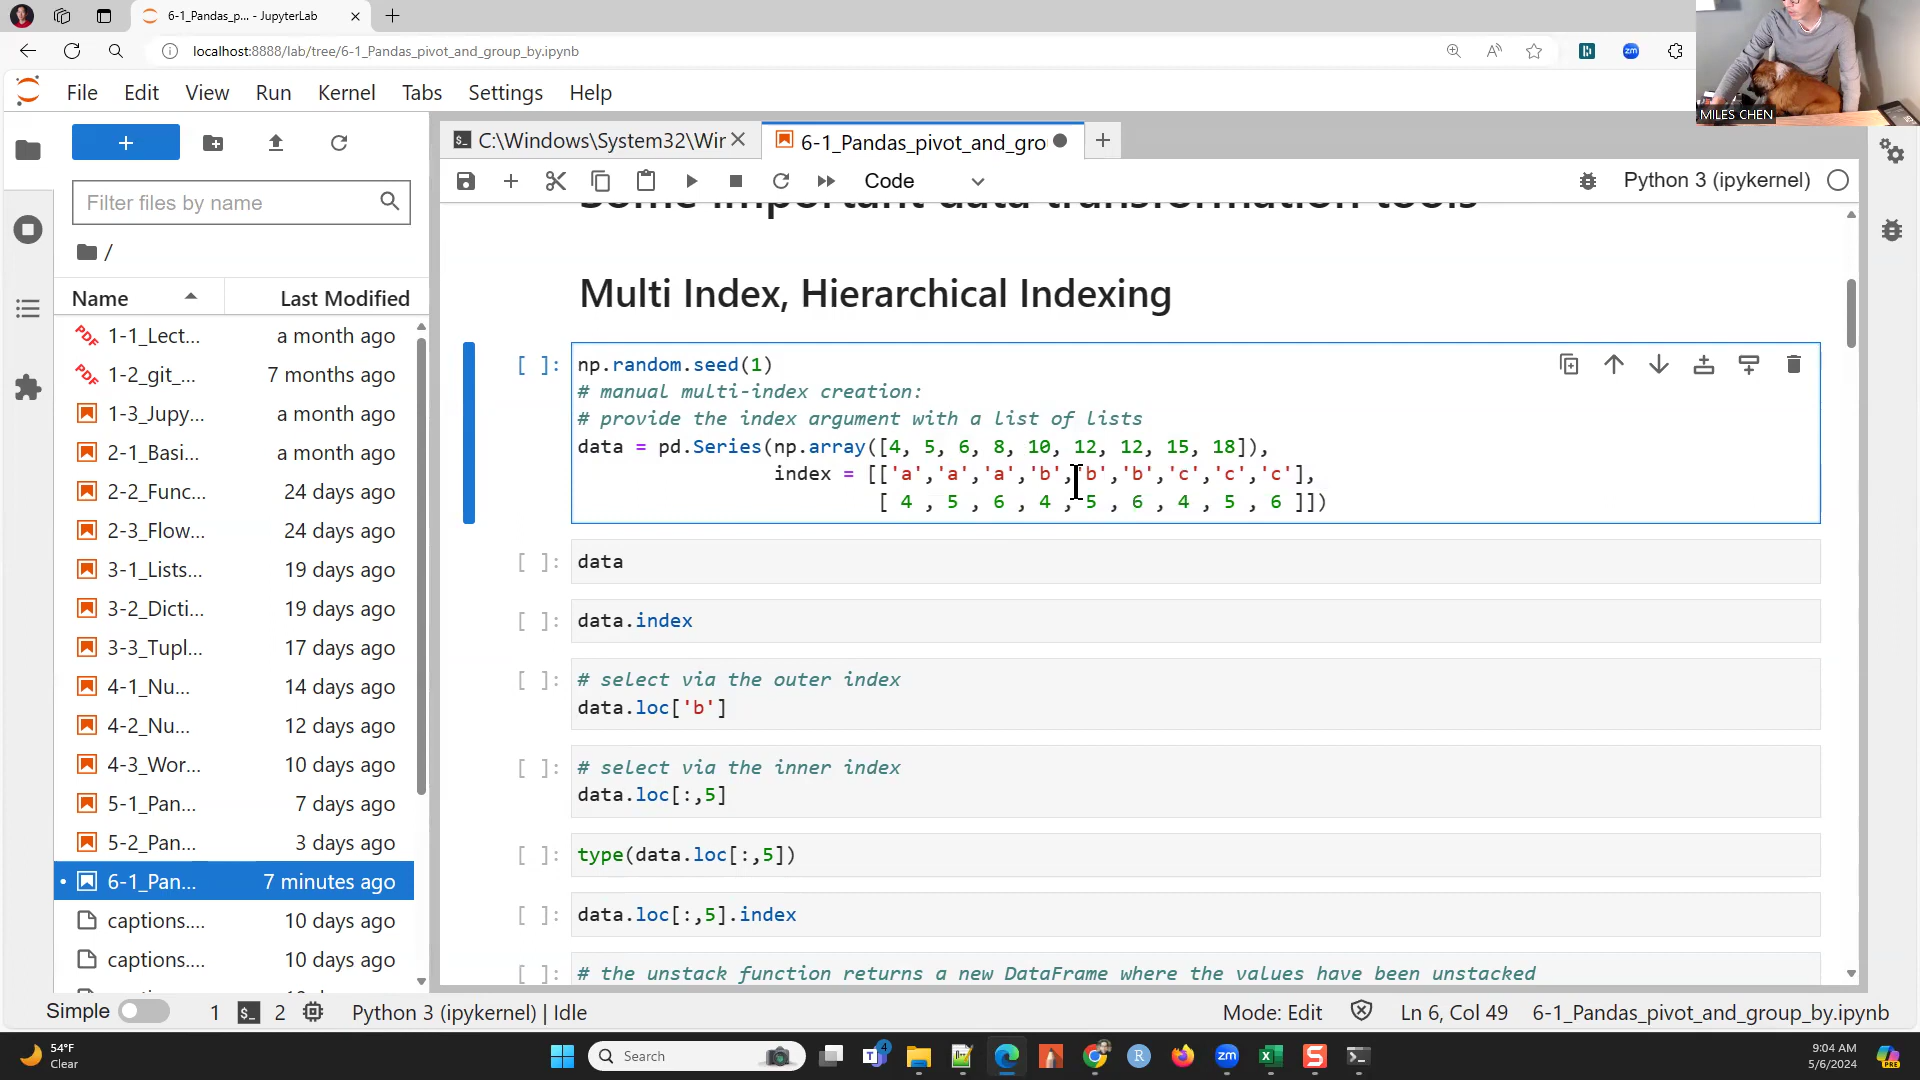 6-1_Pandas_p... - JupyterLab
localhost:8888/lab/tree/6-1_Pandas_pivot_and_group_by.ipynb
MILES CHEN
File Edit View Run Kernel Tabs Settings Help
C:\Windows\System32\Wir
6-1_Pandas_pivot_and_gro
Filter files by name
Code
Python 3 (ipykernel)
/
Name Last Modified
1-1_Lect... a month ago
1-2_git_... 7 months ago
1-3_Jupy... a month ago
2-1_Basi... a month ago
2-2_Func... 24 days ago
2-3_Flow... 24 days ago
3-1_Lists... 19 days ago
3-2_Dicti... 19 days ago
3-3_Tupl... 17 days ago
4-1_Nu... 14 days ago
4-2_Nu... 12 days ago
4-3_Wor... 10 days ago
5-1_Pan... 7 days ago
5-2_Pan... 3 days ago
6-1_Pan... 7 minutes ago
captions.... 10 days ago
captions.... 10 days ago
Some important data transformation tools
Multi Index, Hierarchical Indexing
[ ]: np.random.seed(1)
# manual multi-index creation:
# provide the index argument with a list of lists
data = pd.Series(np.array([4, 5, 6, 8, 10, 12, 12, 15, 18]),
index = [['a','a','a','b','b','b','c','c','c'],
[ 4 , 5 , 6 , 4 , 5 , 6 , 4 , 5 , 6 ]])
[ ]: data
[ ]: data.index
[ ]: # select via the outer index
data.loc['b']
[ ]: # select via the inner index
data.loc[:,5]
[ ]: type(data.loc[:,5])
[ ]: data.loc[:,5].index
[ ]: # the unstack function returns a new DataFrame where the values have been unstacked
Simple 1 2 Python 3 (ipykernel) | Idle Mode: Edit Ln 6, Col 49 6-1_Pandas_pivot_and_group_by.ipynb
54°F
Clear
Search
4
9:04 AM
5/6/2024